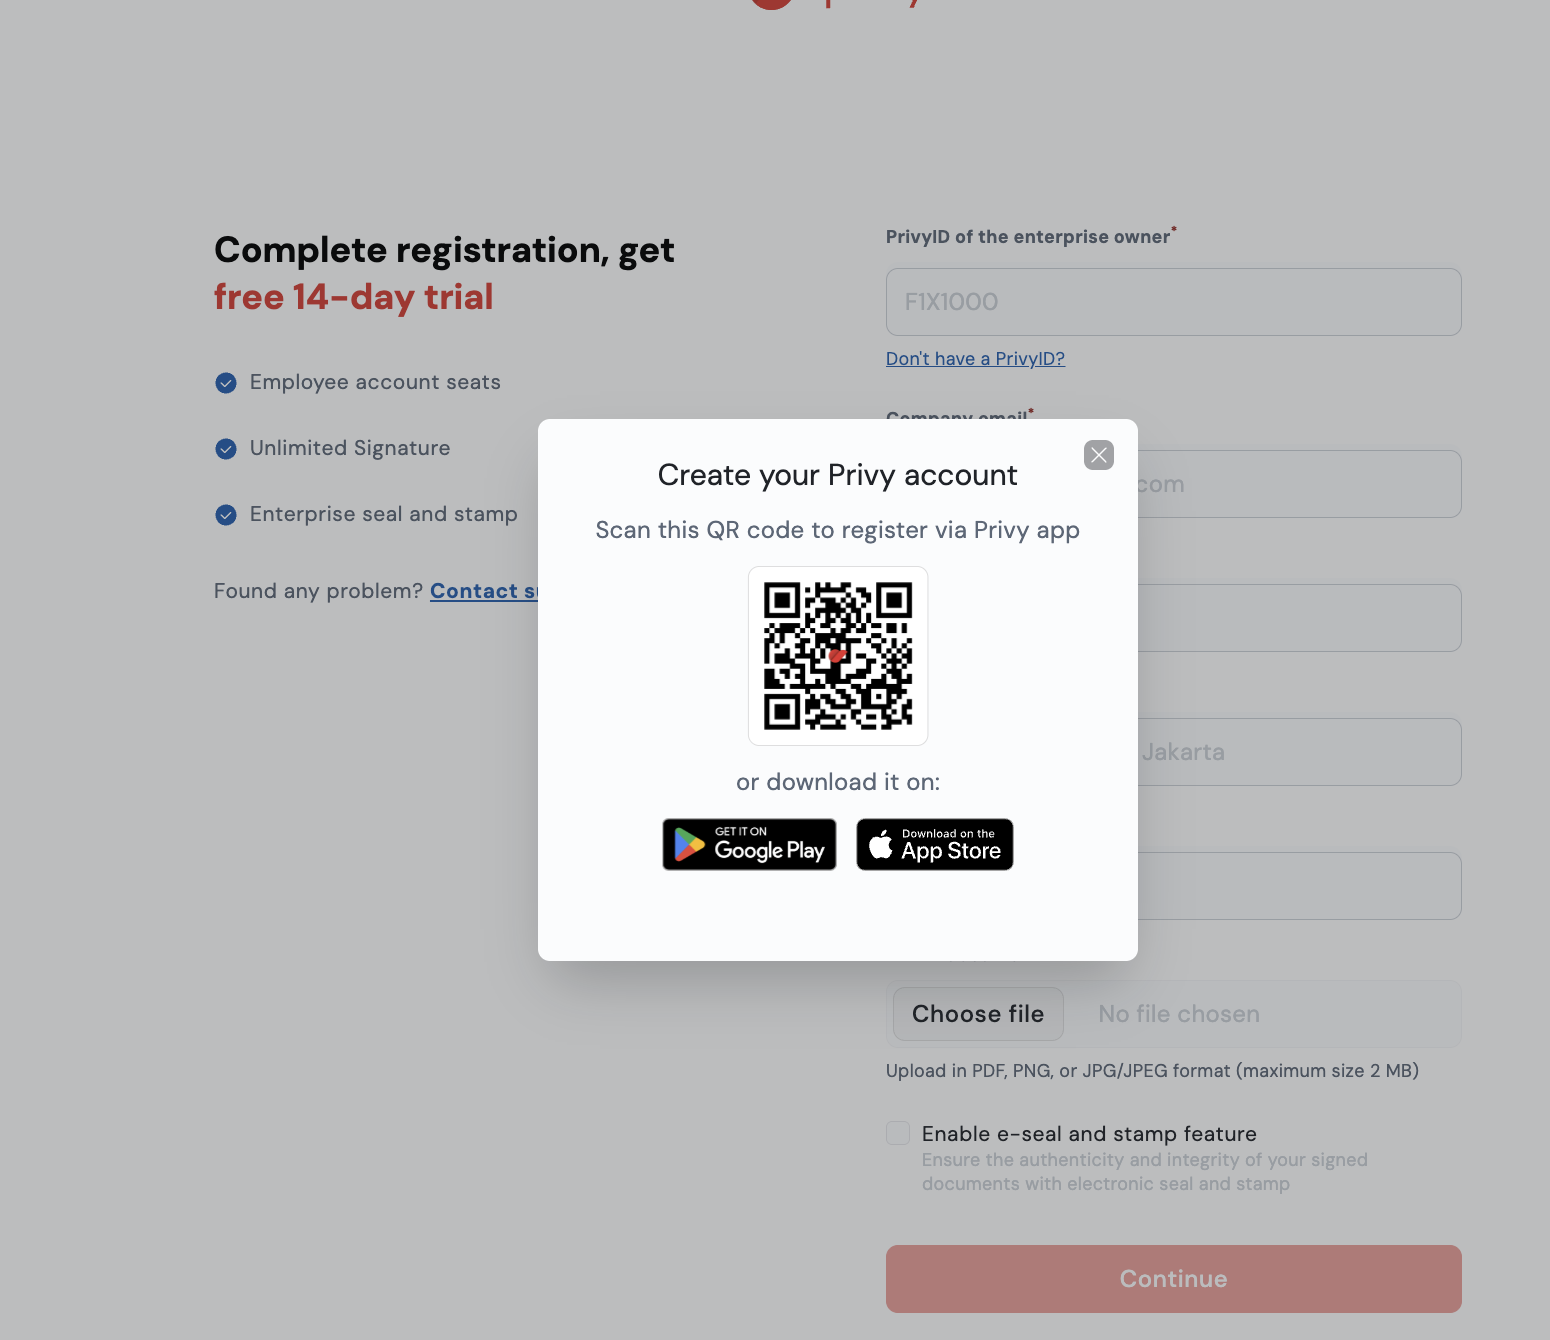 Complete registration, get
free 14-day trial
Employee account seats
Unlimited Signature
Enterprise seal and stamp
Found any problem? Contact su
PrivyID of the enterprise owner*
F1X1000
Don't have a PrivyID?
Company email*
com
Jakarta
Create your Privy account
Scan this QR code to register via Privy app
or download it on:
GET IT ON
Google Play
Download on the
App Store
Choose file
No file chosen
Upload in PDF, PNG, or JPG/JPEG format (maximum size 2 MB)
Enable e-seal and stamp feature
Ensure the authenticity and integrity of your signed
documents with electronic seal and stamp
Continue